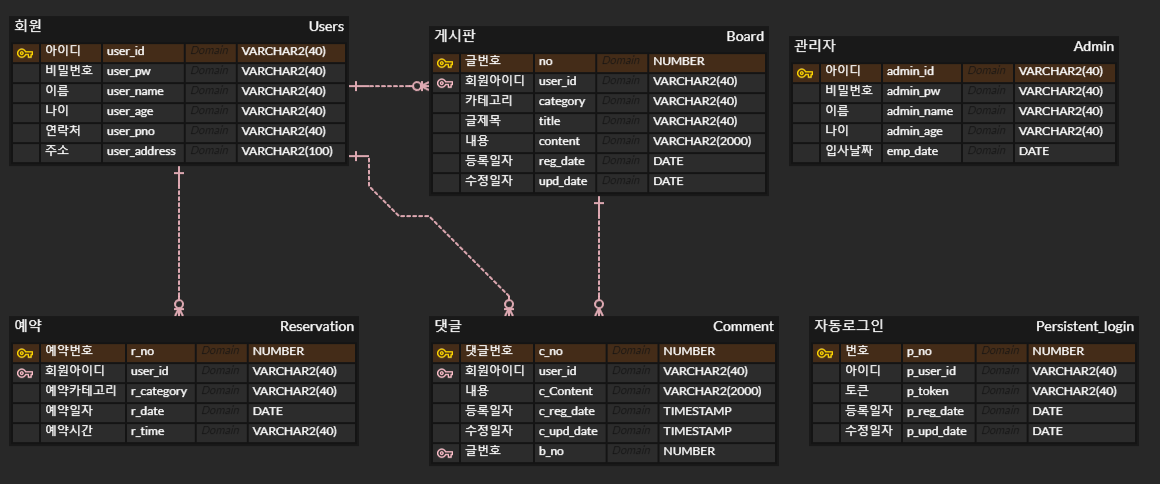 회원 Users
아이디 user_id Domain VARCHAR2(40)
비밀번호 user_pw Domain VARCHAR2(40)
이름 user_name Domain VARCHAR2(40)
나이 user_age Domain VARCHAR2(40)
연락처 user_pno Domain VARCHAR2(40)
주소 user_address Domain VARCHAR2(100)
게시판 Board
글번호 no Domain NUMBER
회원아이디 user_id Domain VARCHAR2(40)
카테고리 category Domain VARCHAR2(40)
글제목 title Domain VARCHAR2(40)
내용 content Domain VARCHAR2(2000)
등록일자 reg_date Domain DATE
수정일자 upd_date Domain DATE
관리자 Admin
아이디 admin_id Domain VARCHAR2(40)
비밀번호 admin_pw Domain VARCHAR2(40)
이름 admin_name Domain VARCHAR2(40)
나이 admin_age Domain VARCHAR2(40)
입사날짜 emp_date Domain DATE
예약 Reservation
예약번호 r_no Domain NUMBER
회원아이디 user_id Domain VARCHAR2(40)
예약카테고리 r_category Domain VARCHAR2(40)
예약일자 r_date Domain DATE
예약시간 r_time Domain VARCHAR2(40)
댓글 Comment
댓글번호 c_no Domain NUMBER
회원아이디 user_id Domain VARCHAR2(40)
내용 c_Content Domain VARCHAR2(2000)
등록일자 c_reg_date Domain TIMESTAMP
수정일자 c_upd_date Domain TIMESTAMP
글번호 b_no Domain NUMBER
자동로그인 Persistent_login
번호 p_no Domain NUMBER
아이디 p_user_id Domain VARCHAR2(40)
토큰 p_token Domain VARCHAR2(40)
등록일자 p_reg_date Domain DATE
수정일자 p_upd_date Domain DATE